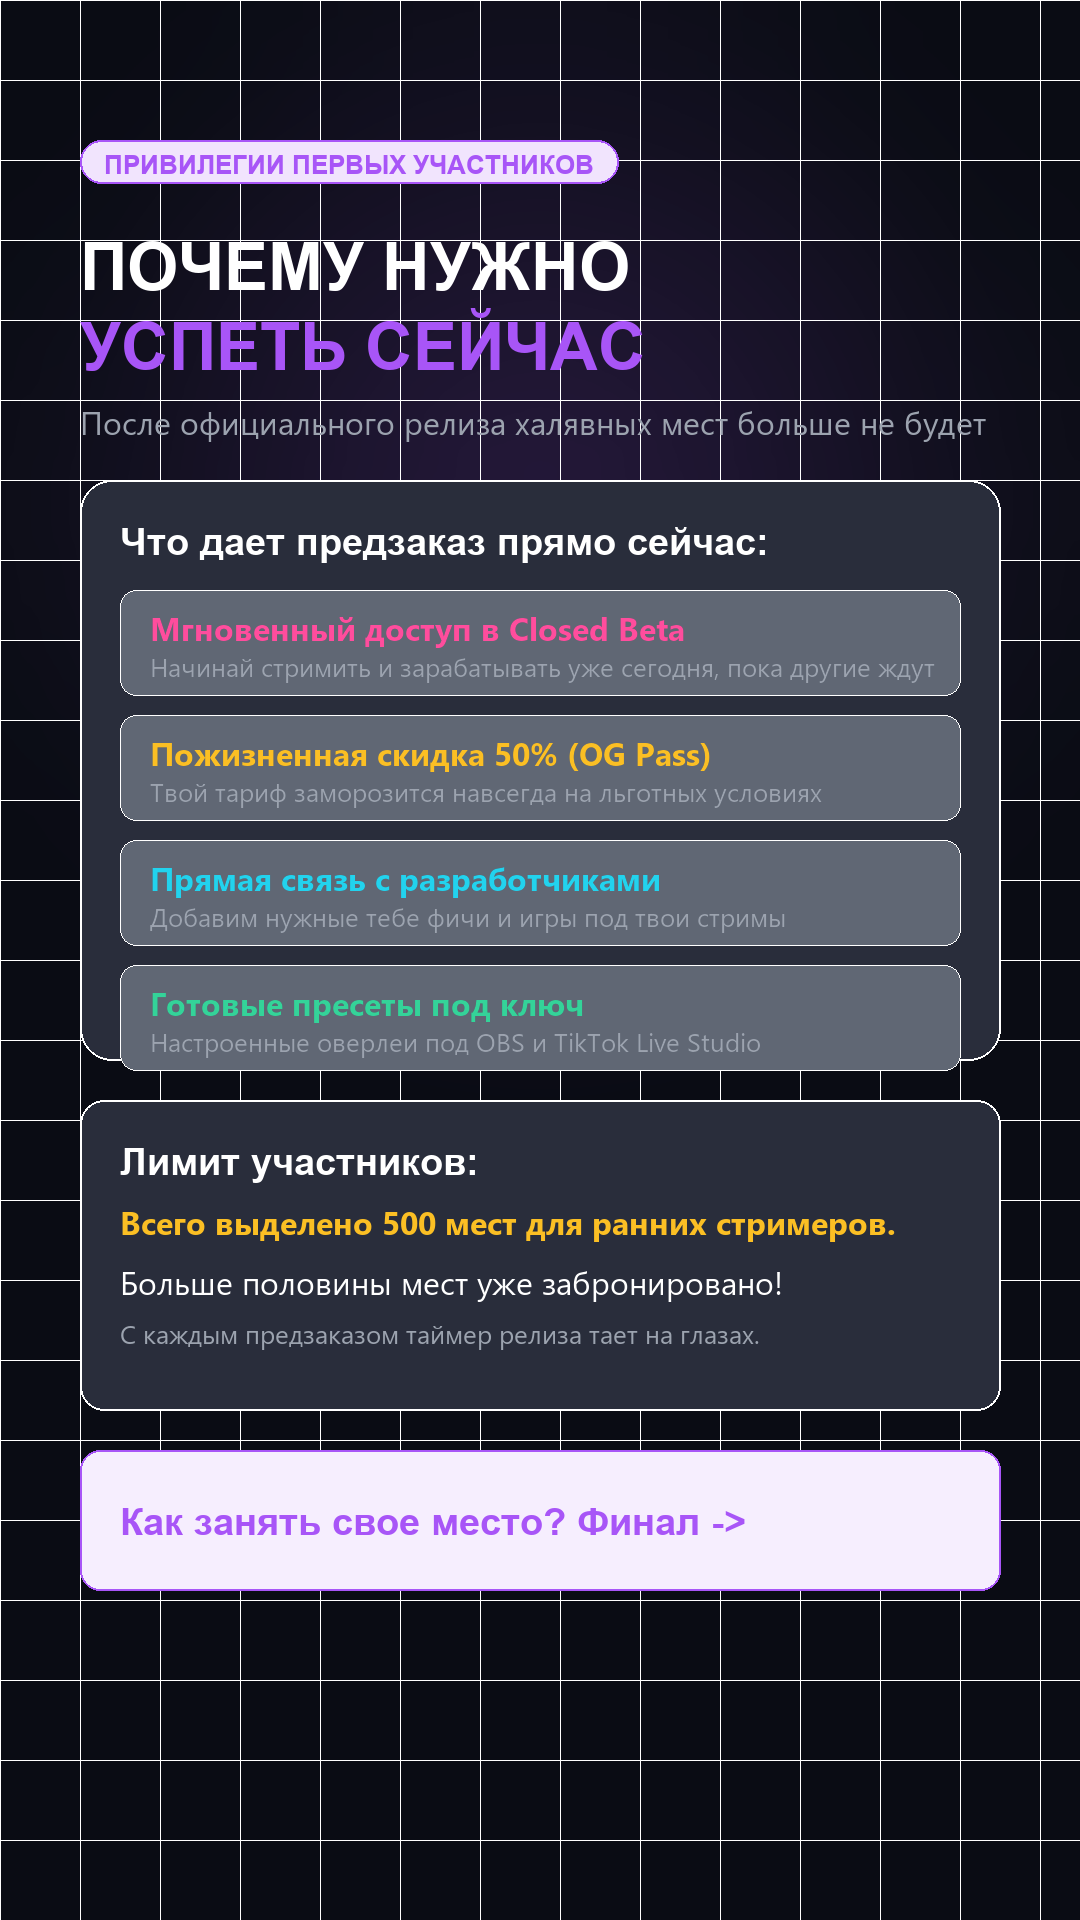 ПРИВИЛЕГИИ ПЕРВЫХ УЧАСТНИКОВ
ПОЧЕМУ НУЖНО
УСПЕТЬ СЕЙЧАС
После официального релиза халявных мест больше не будет
Что дает предзаказ прямо сейчас:
Мгновенный доступ в Closed Beta
Начинай стримить и зарабатывать уже сегодня, пока другие ждут
Пожизненная скидка 50% (OG Pass)
Твой тариф заморозится навсегда на льготных условиях
Прямая связь с разработчиками
Добавим нужные тебе фичи и игры под твои стримы
Готовые пресеты под ключ
Настроенные оверлеи под OBS и TikTok Live Studio
Лимит участников:
Всего выделено 500 мест для ранних стримеров.
Больше половины мест уже забронировано!
С каждым предзаказом таймер релиза тает на глазах.
Как занять свое место? Финал ->